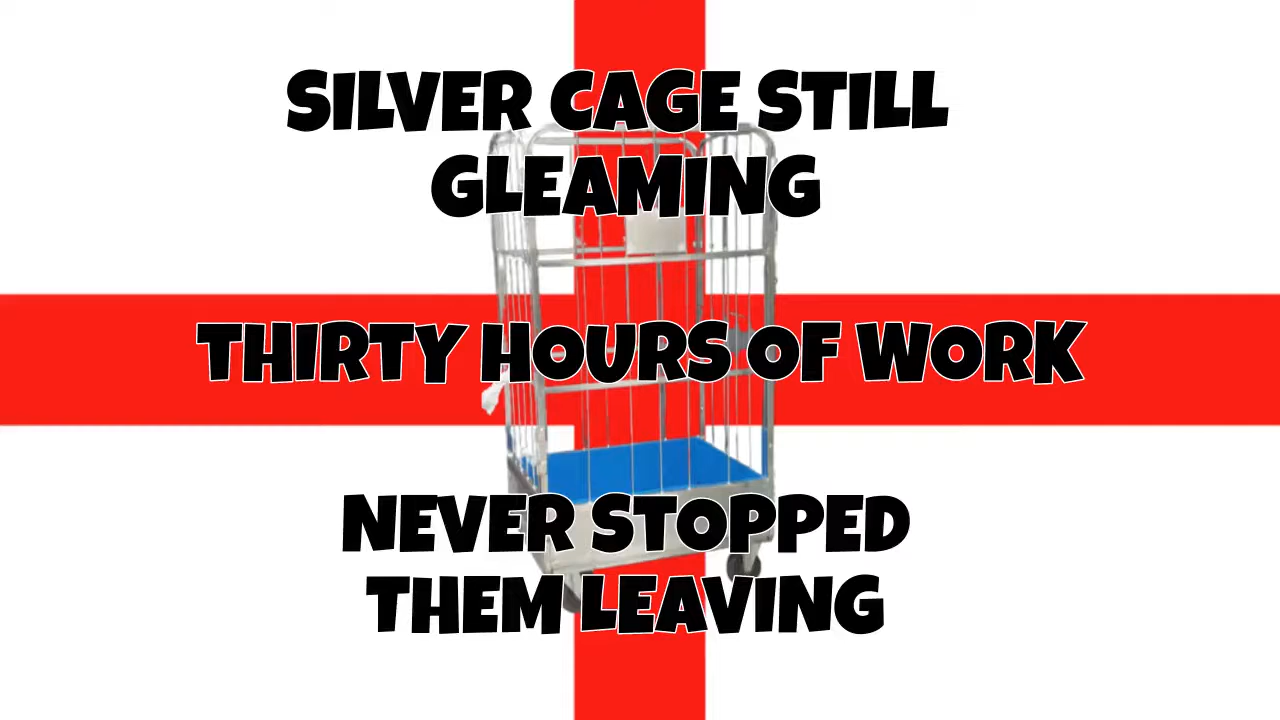 SILVER CAGE STILL
GLEAMING
THIRTY HOURS OF WORK
NEVER STOPPED
THEM LEAVING